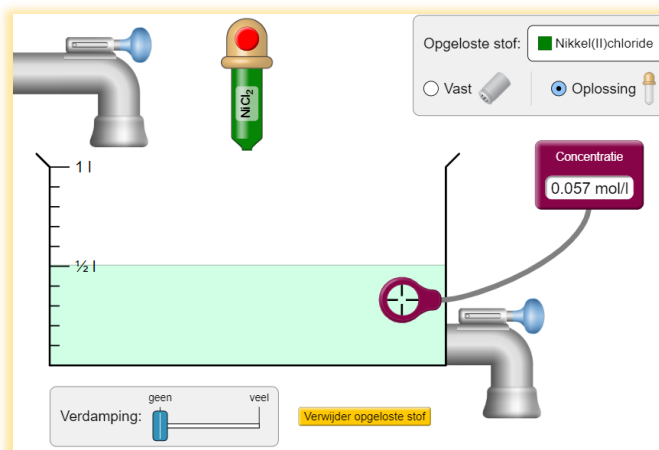 Opgeloste stof: Nikkel(II)chloride
Vast Oplossing
NiCl2
Concentratie
0.057 mol/l
1 l
½ l
geen veel
Verdamping:
Verwijder opgeloste stof